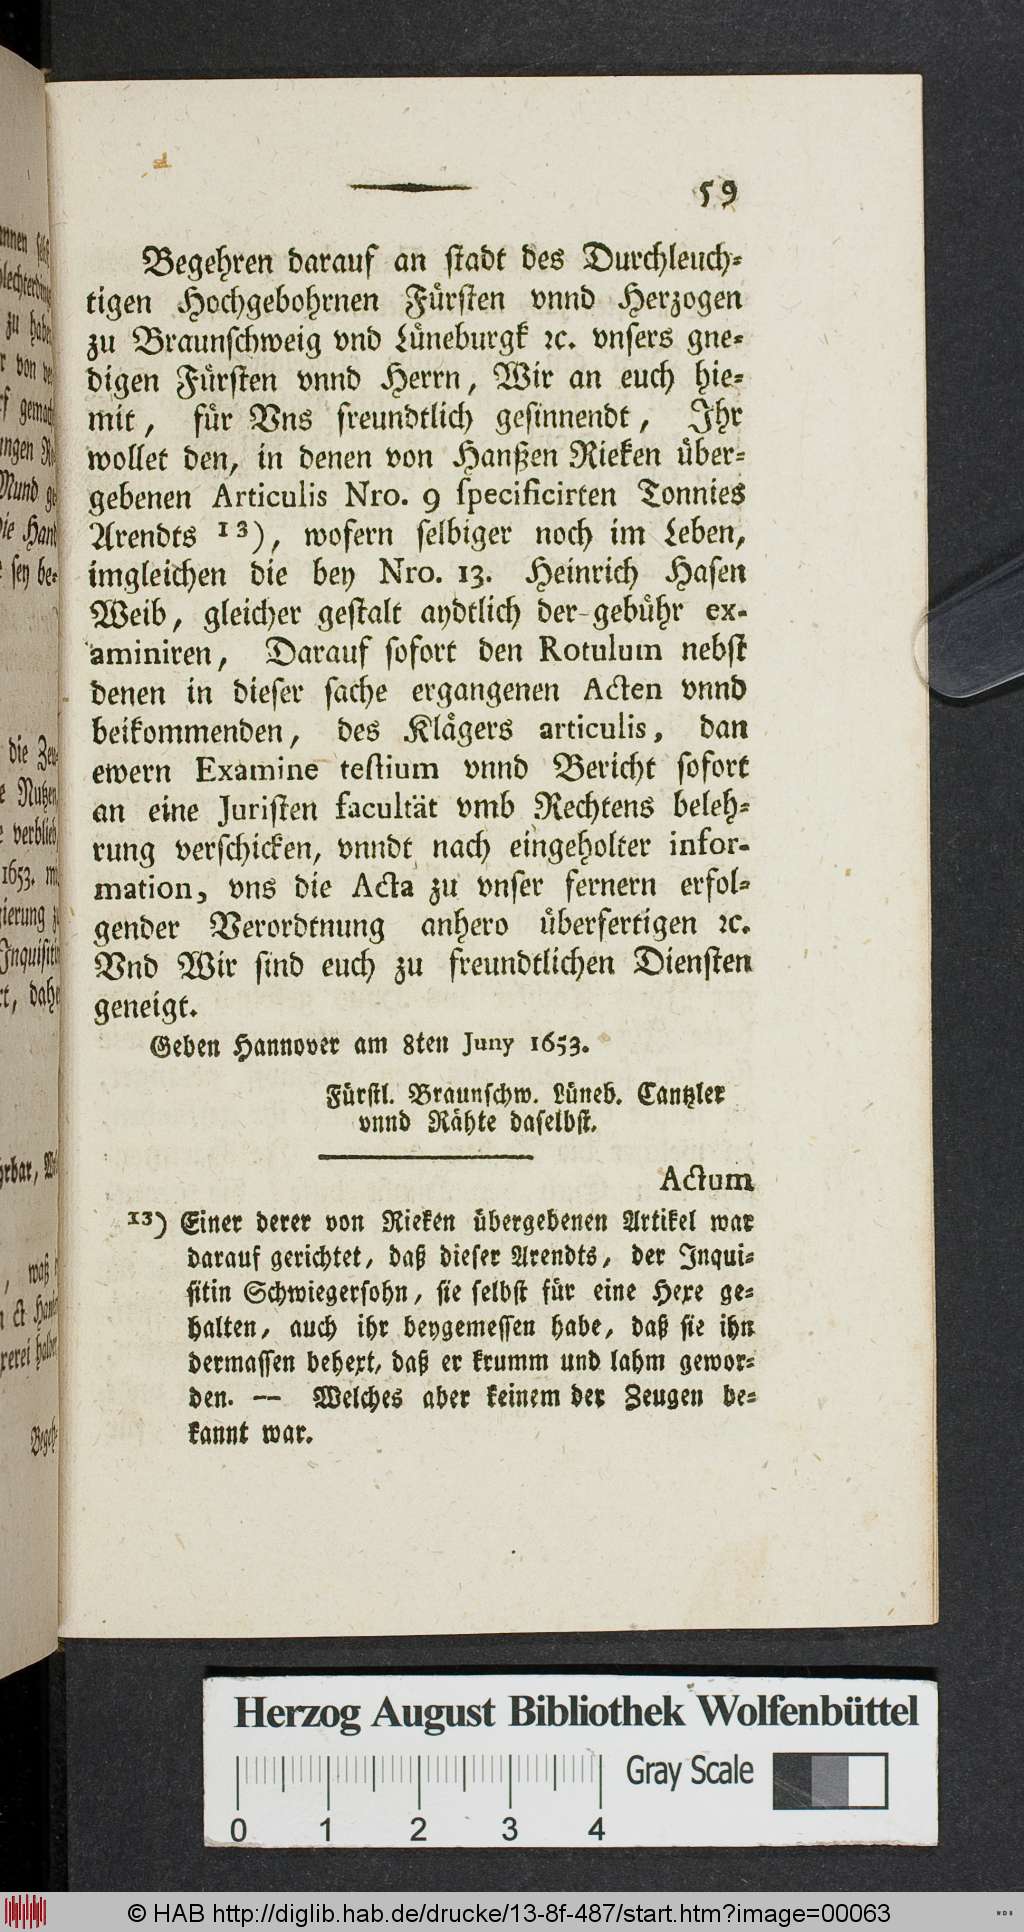 59
Begehren darauf an stadt des Durchleuch-
tigen Hochgebohrnen Fürsten vnnd Herzogen
zu Braunschweig vnd Lüneburgk ꝛc. vnsers gne-
digen Fürsten vnnd Herrn, Wir an euch hie-
mit, für Vns freundtlich gesinnendt, Ihr
wollet den, in denen von Hanßen Rieken über-
gebenen Articulis Nro. 9 specificirten Tonnies
Arendts 13), wofern selbiger noch im Leben,
imgleichen die bey Nro. 13. Heinrich Hasen
Weib, gleicher gestalt aydtlich der-gebühr ex-
aminiren, Darauf sofort den Rotulum nebst
denen in dieser sache ergangenen Acten vnnd
beikommenden, des Klägers articulis, dan
ewern Examine testium vnnd Bericht sofort
an eine Juristen facultät vmb Rechtens beleh-
rung verschicken, vnndt nach eingeholter infor-
mation, vns die Acta zu vnser fernern erfol-
gender Verordtnung anhero überfertigen ꝛc.
Vnd Wir sind euch zu freundtlichen Diensten
geneigt.
Geben Hannover am 8ten Juny 1653.
Fürstl. Braunschw. Lüneb. Cantzler
vnnd Rähte daselbst.
Actum
13) Einer derer von Rieken übergebenen Artikel war
darauf gerichtet, daß dieser Arendts, der Inqui-
sitin Schwiegersohn, sie selbst für eine Hexe ge-
halten, auch ihr beygemessen habe, daß sie ihn
dermassen behext, daß er krumm und lahm gewor-
den. — Welches aber keinem der Zeugen be-
kannt war.
Herzog August Bibliothek Wolfenbüttel
Gray Scale
0 1 2 3 4
© HAB http://diglib.hab.de/drucke/13-8f-487/start.htm?image=00063